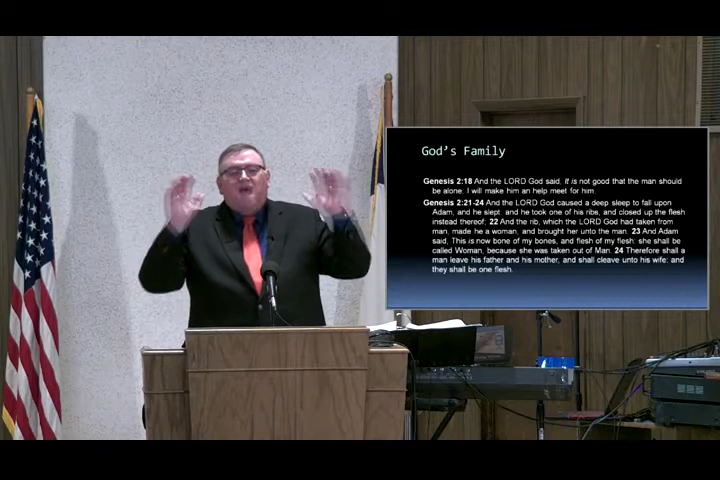 God's Family
Genesis 2:18 And the LORD God said, It is not good that the man should
be alone; I will make him an help meet for him.
Genesis 2:21-24 And the LORD God caused a deep sleep to fall upon
Adam, and he slept: and he took one of his ribs, and closed up the flesh
instead thereof; 22 And the rib, which the LORD God had taken from
man, made he a woman, and brought her unto the man. 23 And Adam
said, This is now bone of my bones, and flesh of my flesh: she shall be
called Woman, because she was taken out of Man. 24 Therefore shall a
man leave his father and his mother, and shall cleave unto his wife: and
they shall be one flesh.